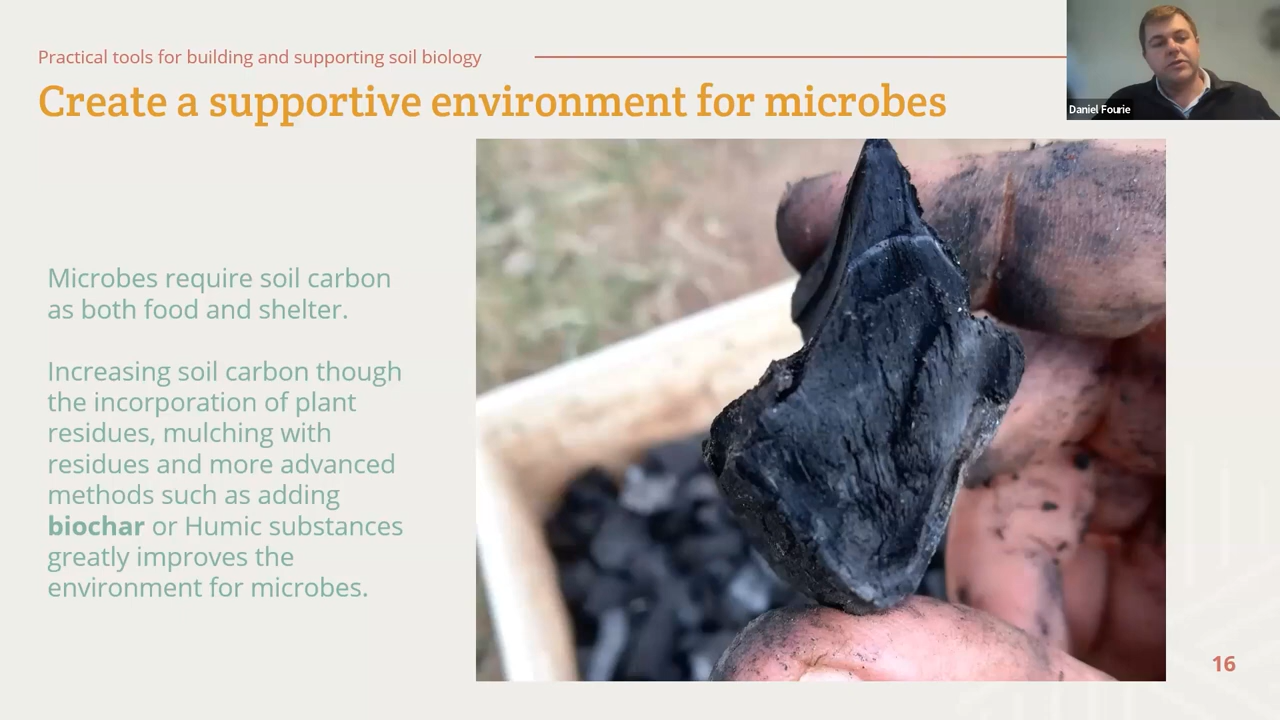 Practical tools for building and supporting soil biology
Create a supportive environment for microbes
Daniel Fourie
Microbes require soil carbon
as both food and shelter.
Increasing soil carbon though
the incorporation of plant
residues, mulching with
residues and more advanced
methods such as adding
biochar or Humic substances
greatly improves the
environment for microbes.
16